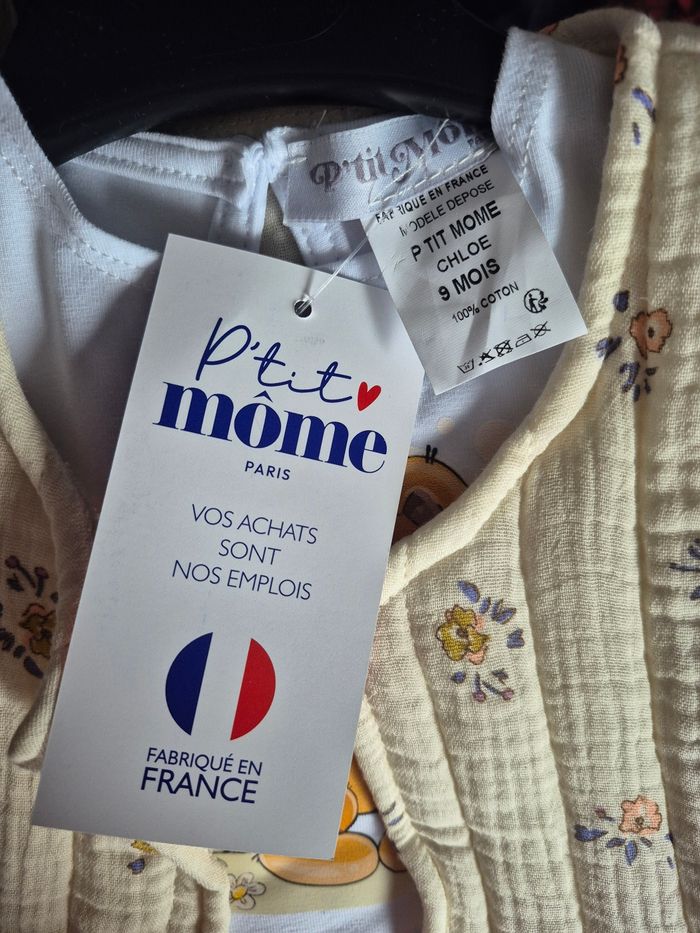 P'tit Môm
FABRIQUE EN FRANCE
MODELE DEPOSE
P TIT MOME
CHLOE
9 MOIS
100% COTON
P'tit
môme
PARIS
VOS ACHATS
SONT
NOS EMPLOIS
FABRIQUÉ EN
FRANCE